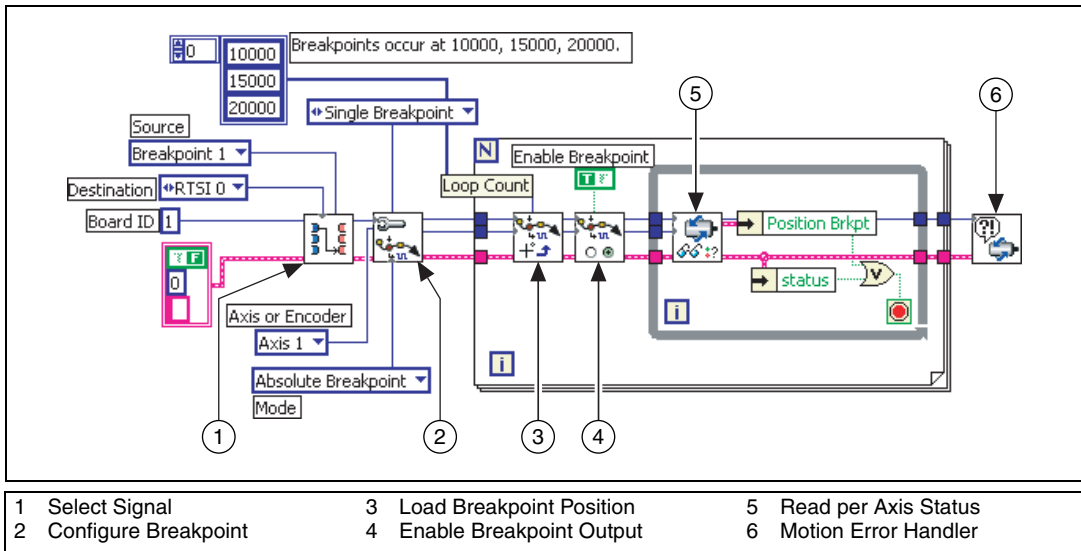 0
10000
15000
20000
Breakpoints occur at 10000, 15000, 20000.
Single Breakpoint
Source
Breakpoint 1
Destination
RTSI 0
Board ID
1
F
0
Axis or Encoder
Axis 1
Absolute Breakpoint
Mode
N
Loop Count
Enable Breakpoint
T
Position Brkpt
status
V
i
i
?!
?
1
2
3
4
5
6
1 Select Signal
2 Configure Breakpoint
3 Load Breakpoint Position
4 Enable Breakpoint Output
5 Read per Axis Status
6 Motion Error Handler